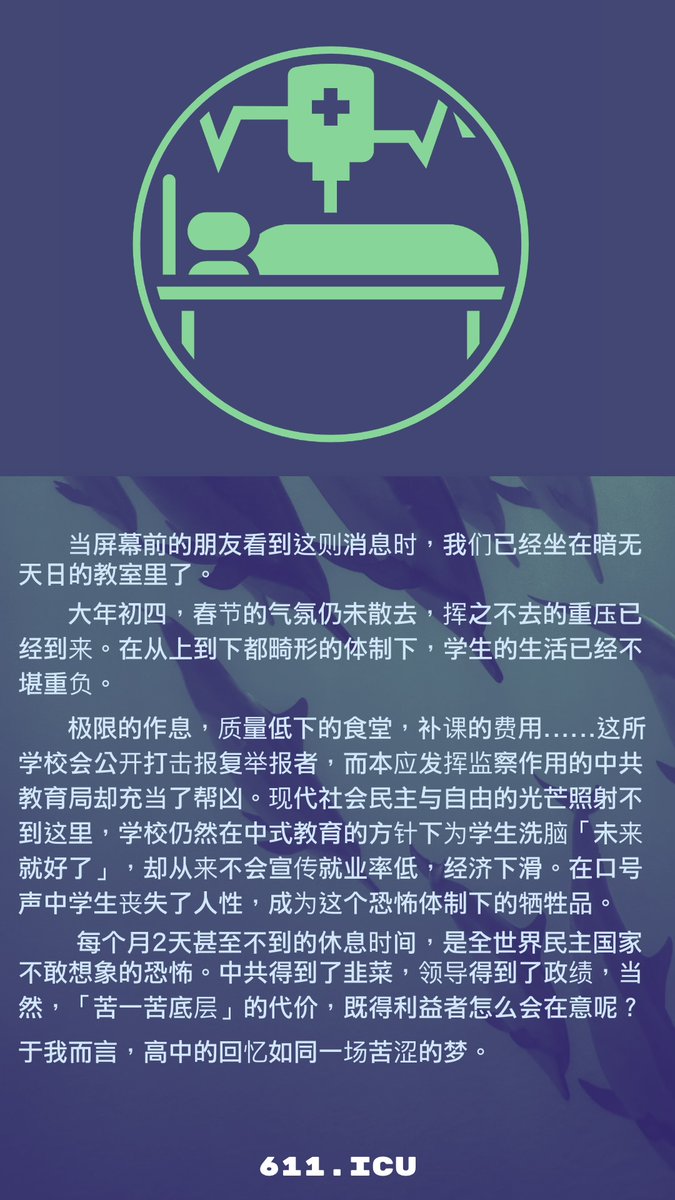 当屏幕前的朋友看到这则消息时，我们已经坐在暗无
天日的教室里了。
大年初四，春节的气氛仍未散去，挥之不去的重压已
经到来。在从上到下都畸形的体制下，学生的生活已经不
堪重负。
极限的作息，质量低下的食堂，补课的费用……这所
学校会公开打击报复举报者，而本应发挥监察作用的中共
教育局却充当了帮凶。现代社会民主与自由的光芒照射不
到这里，学校仍然在中式教育的方针下为学生洗脑「未来
就好了」，却从来不会宣传就业率低，经济下滑。在口号
声中学生丧失了人性，成为这个恐怖体制下的牺牲品。
每个月2天甚至不到的休息时间，是全世界民主国家
不敢想象的恐怖。中共得到了韭菜，领导得到了政绩，当
然，「苦一苦底层」的代价，既得利益者怎么会在意呢？
于我而言，高中的回忆如同一场苦涩的梦。
611.ICU